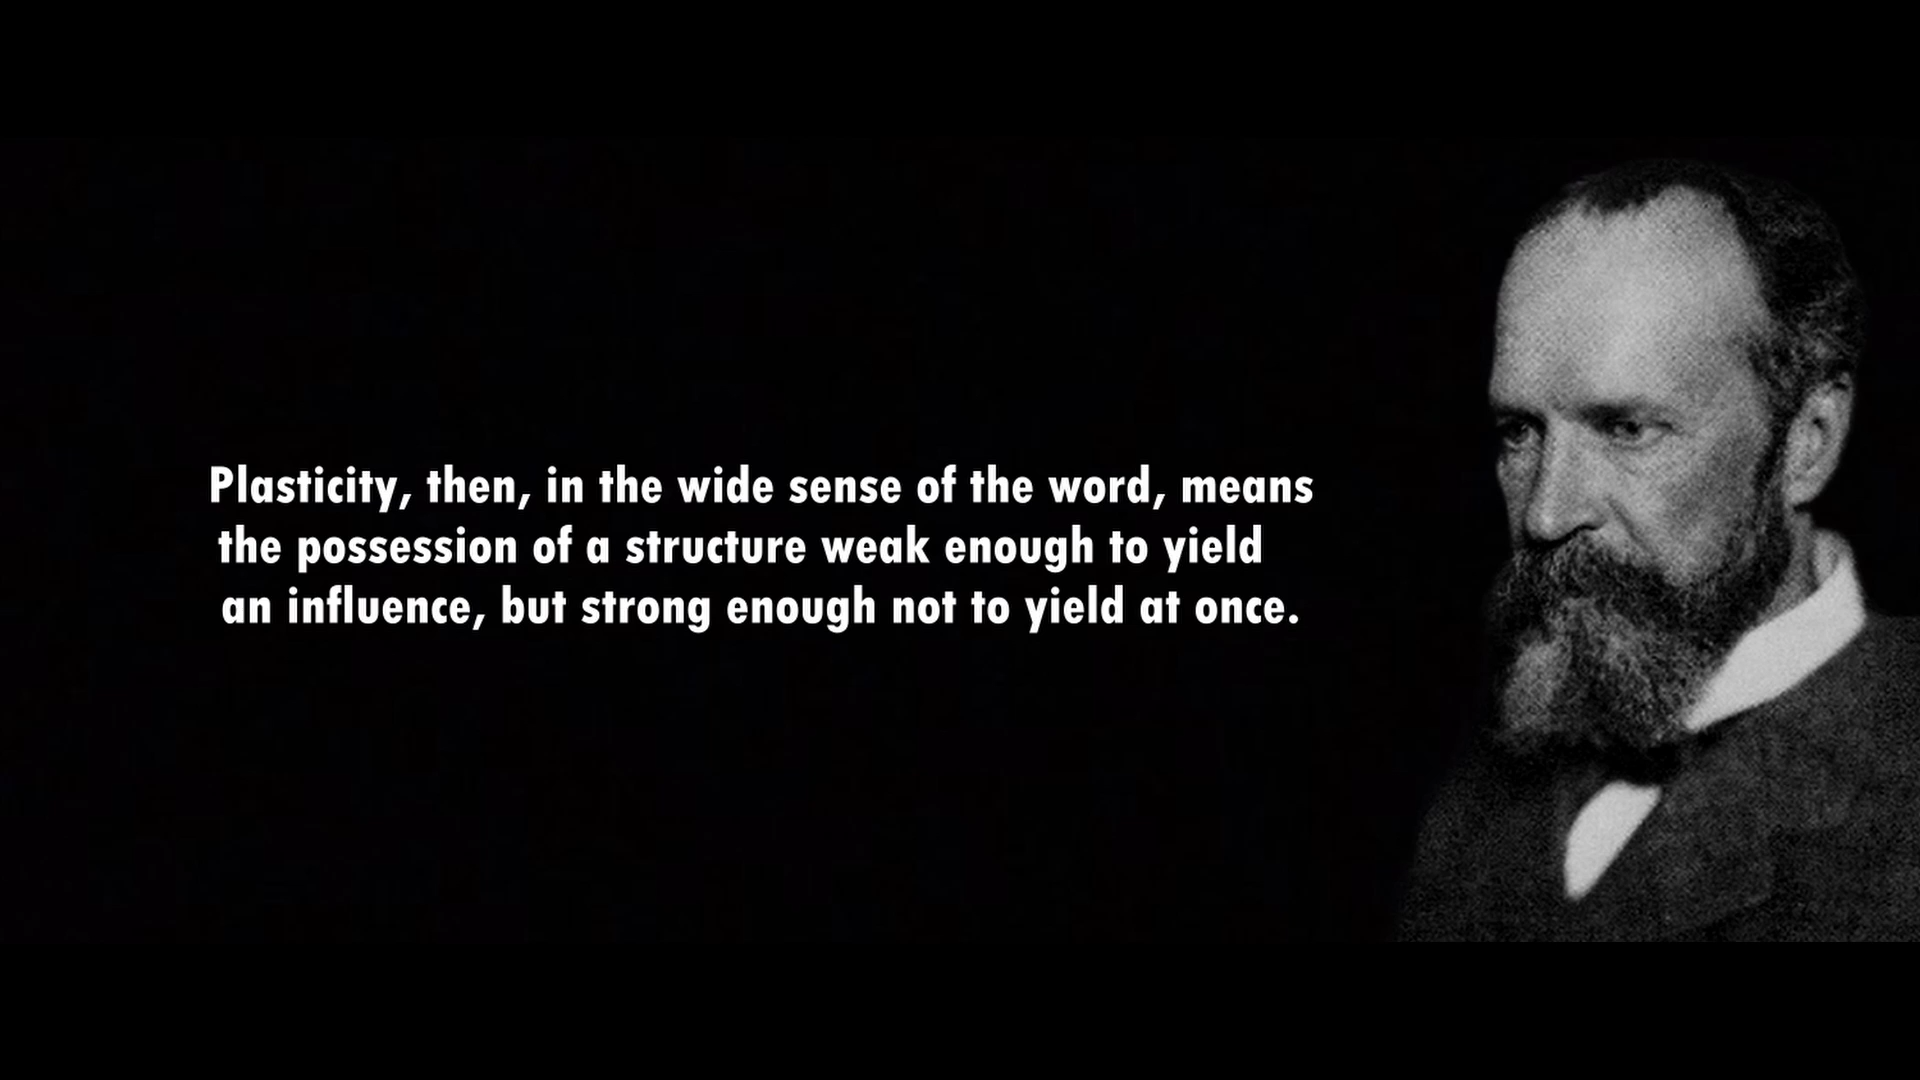 Plasticity, then, in the wide sense of the word, means
the possession of a structure weak enough to yield
an influence, but strong enough not to yield at once.